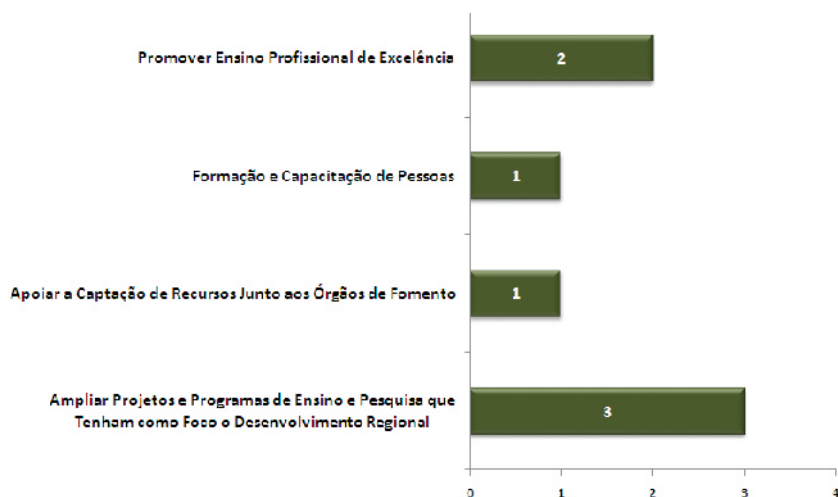 Promover Ensino Profissional de Excelência
2
Formação e Capacitação de Pessoas
1
Apoiar a Captação de Recursos Junto aos Órgãos de Fomento
1
Ampliar Projetos e Programas de Ensino e Pesquisa que
Tenham como Foco o Desenvolvimento Regional
3
0 1 2 3 4